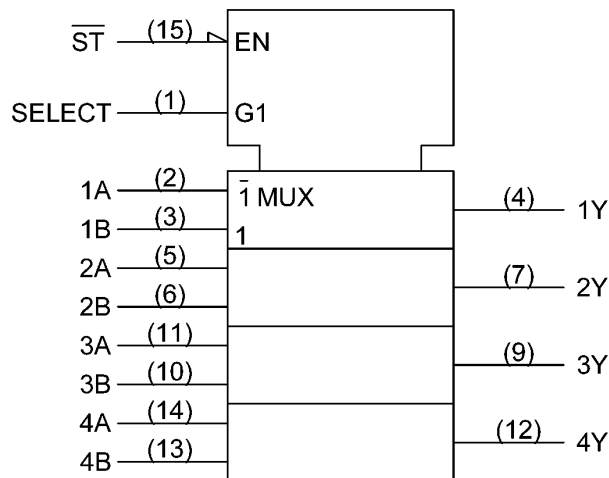 S̅T̅ (15) EN
SELECT (1) G1
1A (2) 1̅ MUX
1B (3) 1
(4) 1Y
2A (5)
2B (6)
(7) 2Y
3A (11)
3B (10)
(9) 3Y
4A (14)
4B (13)
(12) 4Y